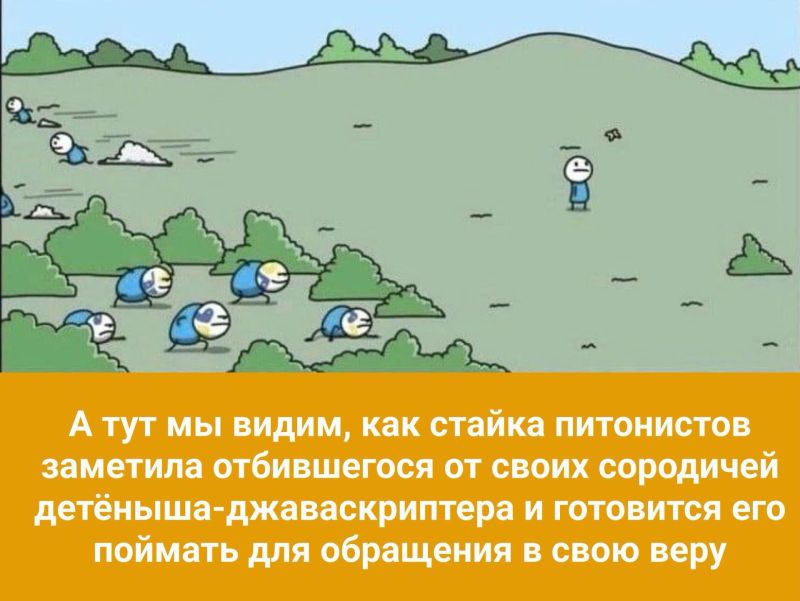 А тут мы видим, как стайка питонистов
заметила отбившегося от своих сородичей
детёныша-джаваскриптера и готовится его
поймать для обращения в свою веру